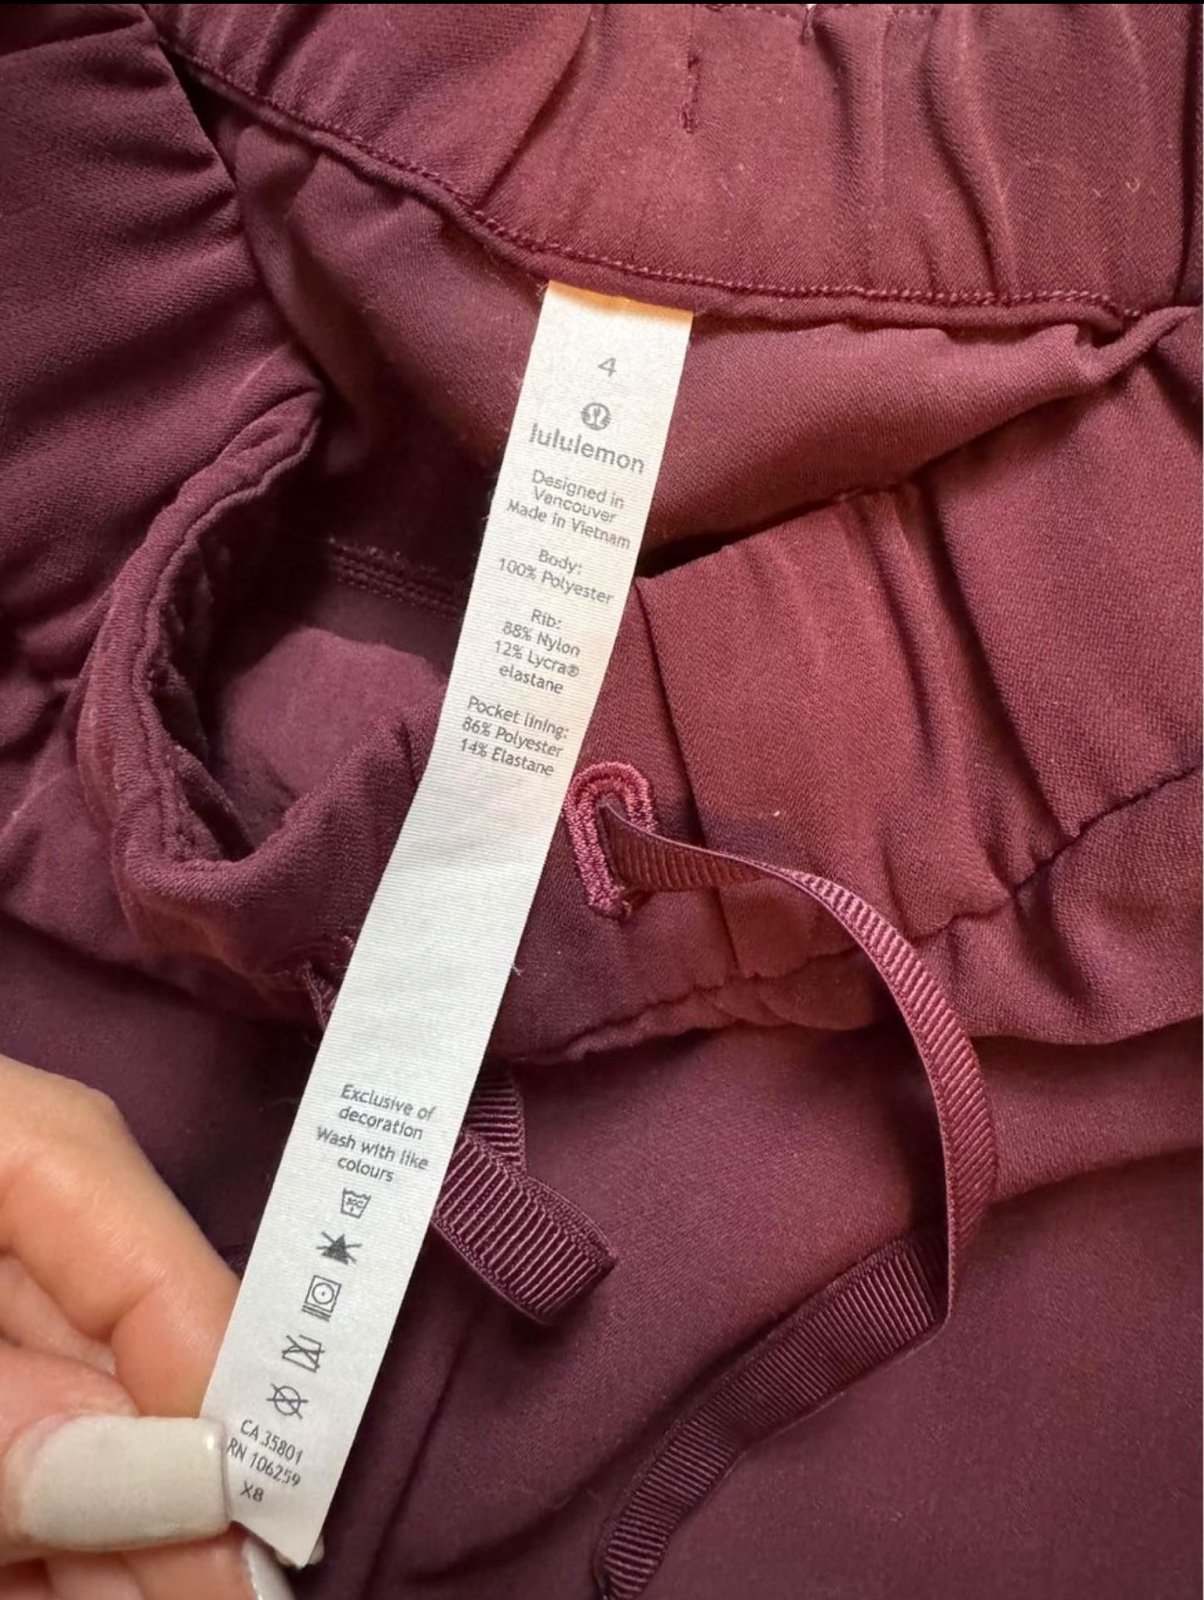 4
lululemon
Designed in
Vencouver
Made in Vietnam
Body:
100% Polyester
Rib:
88% Nylon
12% Lycra®
elastane
Pocket lining:
86% Polyester
14% Elastane
Exclusive of
decoration
Wash with like
colours
CA 35801
RN 106259
X8